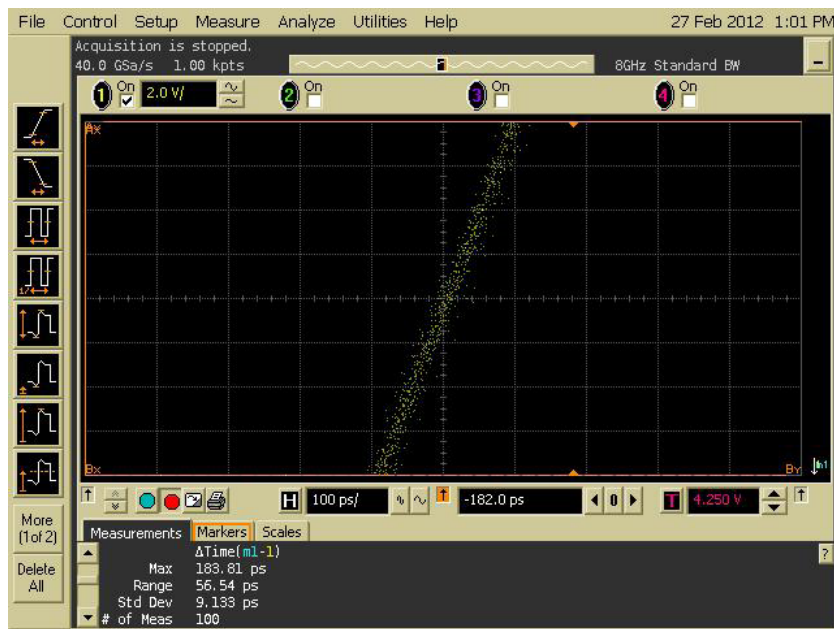 File Control Setup Measure Analyze Utilities Help 27 Feb 2012 1:01 PM
Acquisition is stopped.
40.0 GSa/s 1.00 kpts 8GHz Standard BW
1 On 2.0 V/ 2 On 3 On 4 On
Ax
Bx By
H 100 ps/ -182.0 ps 0 T 4.250 V
More
(1of 2)
Delete
All
Measurements Markers Scales
ΔTime(m1-1)
Max 183.81 ps
Range 56.54 ps
Std Dev 9.133 ps
# of Meas 100
?